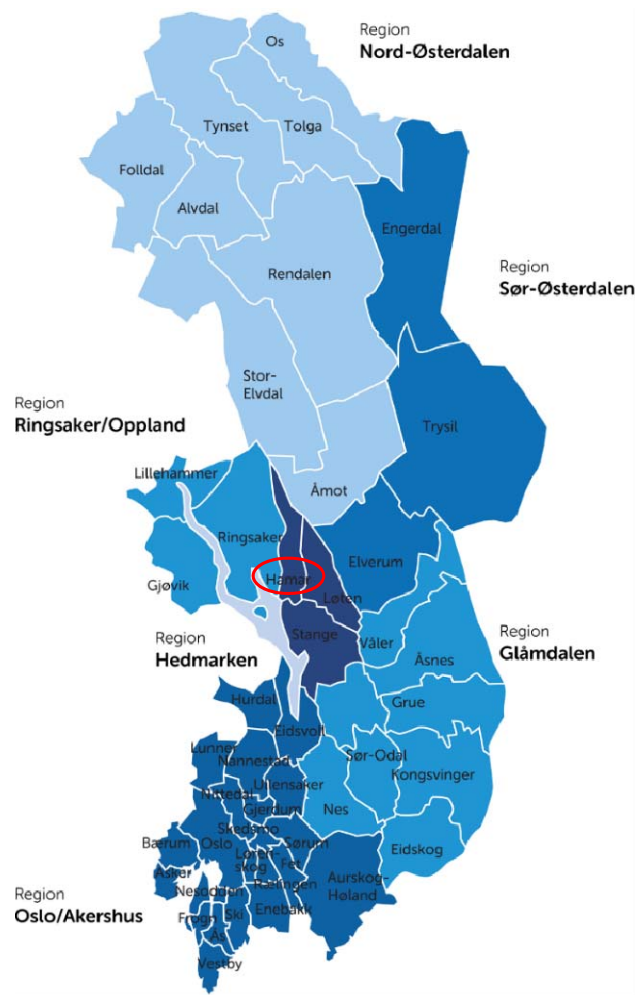 Region
Nord-Østerdalen
Os
Tynset
Tolga
Folldal
Alvdal
Engerdal
Rendalen
Region
Sør-Østerdalen
Stor-
Elvdal
Region
Ringsaker/Oppland
Trysil
Lillehammer
Åmot
Ringsaker
Elverum
Gjøvik
Hamar
Løten
Stange
Region
Hedmarken
Våler
Region
Glåmdalen
Åsnes
Hurdal
Grue
Eidsvoll
Lunner
Nannestad
Sør-Odal
Kongsvinger
Ullensaker
Nittedal
Gjerdum
Nes
Skedsmo
Bærum
Oslo
Sørum
Eidskog
Løren-
skog
Fet
Asker
Rælingen
Aurskog-
Høland
Nesodden
Region
Oslo/Akershus
Frogn
Ski
Enebakk
Ås
Vestby